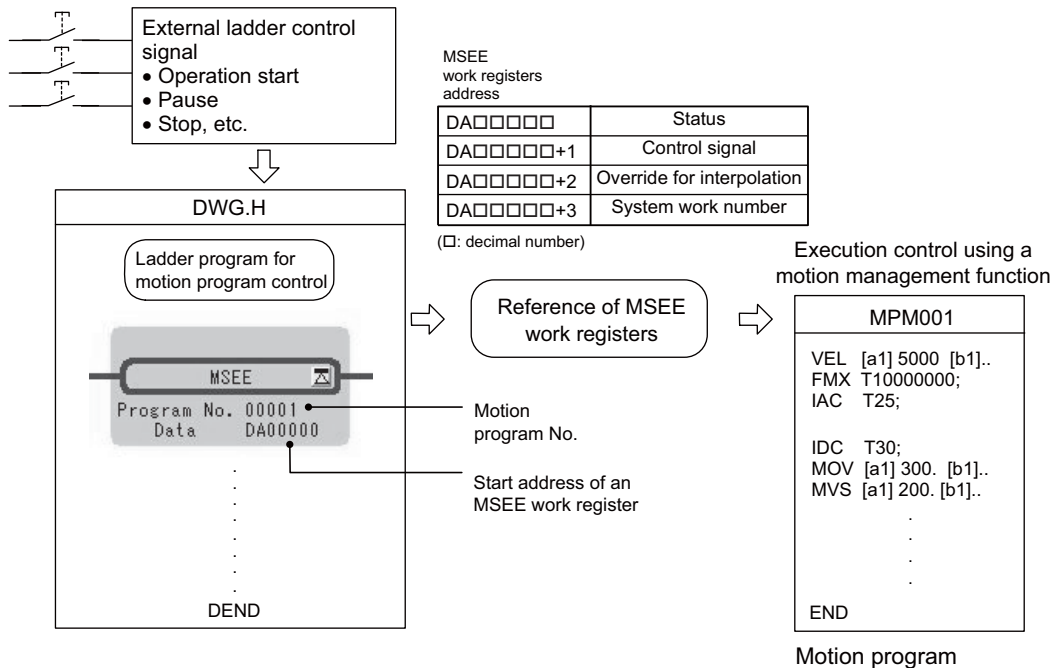 External ladder control
signal
• Operation start
• Pause
• Stop, etc.
MSEE
work registers
address
DA□□□□□ Status
DA□□□□□+1 Control signal
DA□□□□□+2 Override for interpolation
DA□□□□□+3 System work number
(□: decimal number)
DWG.H
Ladder program for
motion program control
MSEE
Program No. 00001
Data DA00000
.
.
.
.
.
.
.
DEND
Reference of MSEE
work registers
Motion
program No.
Start address of an
MSEE work register
Execution control using a
motion management function
MPM001
VEL [a1] 5000 [b1]..
FMX T10000000;
IAC T25;
IDC T30;
MOV [a1] 300. [b1]..
MVS [a1] 200. [b1]..
.
.
.
.
END
Motion program